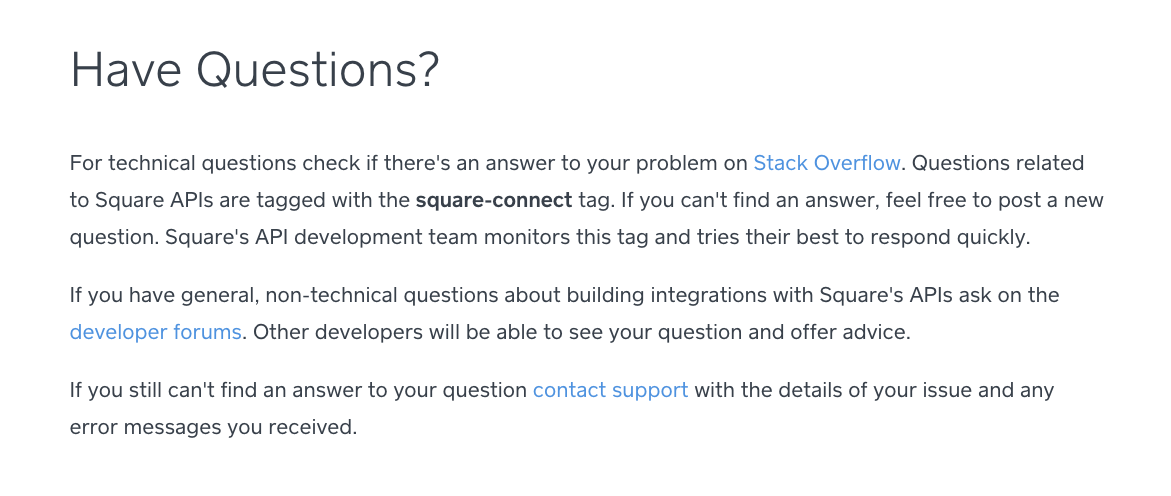 Have Questions?
For technical questions check if there's an answer to your problem on Stack Overflow. Questions related
to Square APIs are tagged with the square-connect tag. If you can't find an answer, feel free to post a new
question. Square's API development team monitors this tag and tries their best to respond quickly.
If you have general, non-technical questions about building integrations with Square's APIs ask on the
developer forums. Other developers will be able to see your question and offer advice.
If you still can't find an answer to your question contact support with the details of your issue and any
error messages you received.